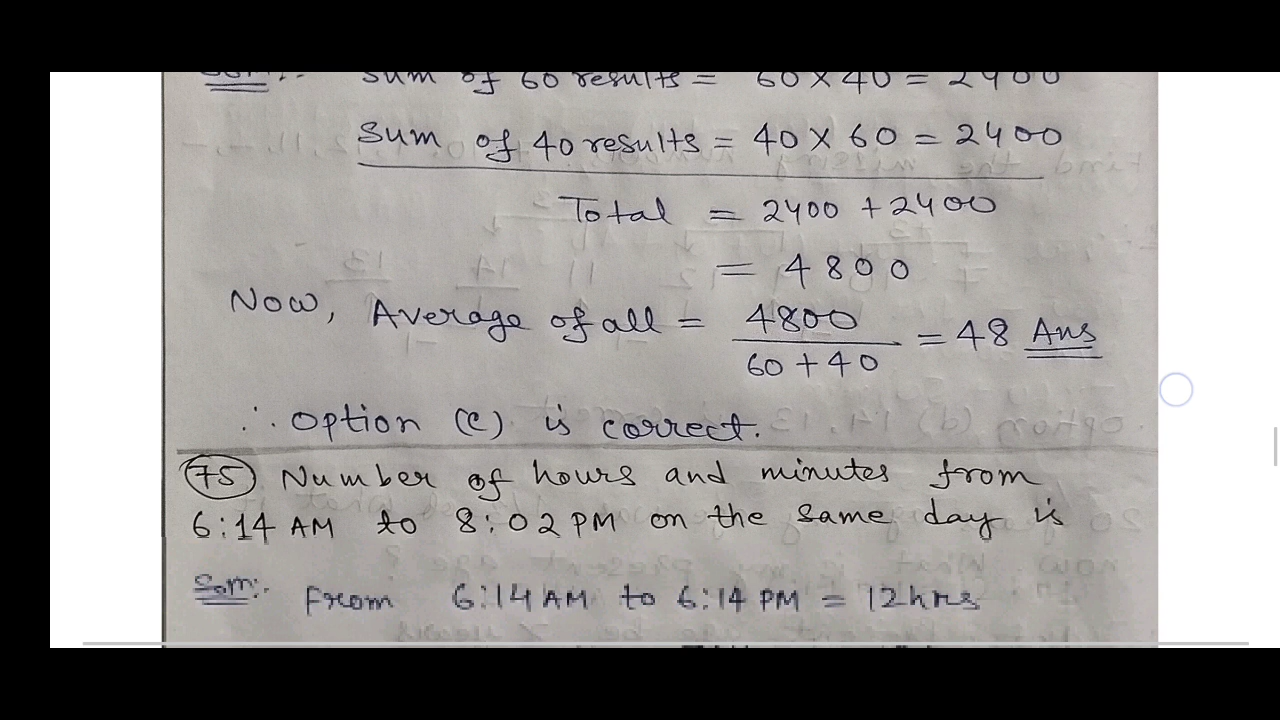 Soln:- Sum of 60 results = 60 × 40 = 2400
Sum of 40 results = 40 × 60 = 2400
Total = 2400 + 2400
= 4800
Now, Average of all = 4800 / 60 + 40 = 48 Ans
∴ Option (c) is correct.
75 Number of hours and minutes from
6:14 AM to 8:02 PM on the same day is
Soln:- From 6:14 AM to 6:14 PM = 12 hrs